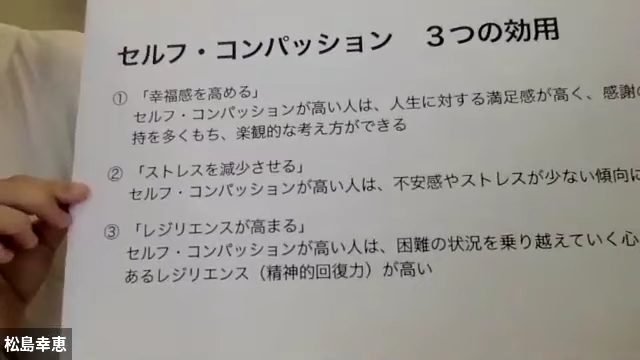 セルフ・コンパッション 3つの効用
① 「幸福感を高める」
セルフ・コンパッションが高い人は、人生に対する満足感が高く、感謝の
持を多くもち、楽観的な考え方ができる
② 「ストレスを減少させる」
セルフ・コンパッションが高い人は、不安感やストレスが少ない傾向に
③ 「レジリエンスが高まる」
セルフ・コンパッションが高い人は、困難の状況を乗り越えていく心
あるレジリエンス（精神的回復力）が高い
松島幸恵